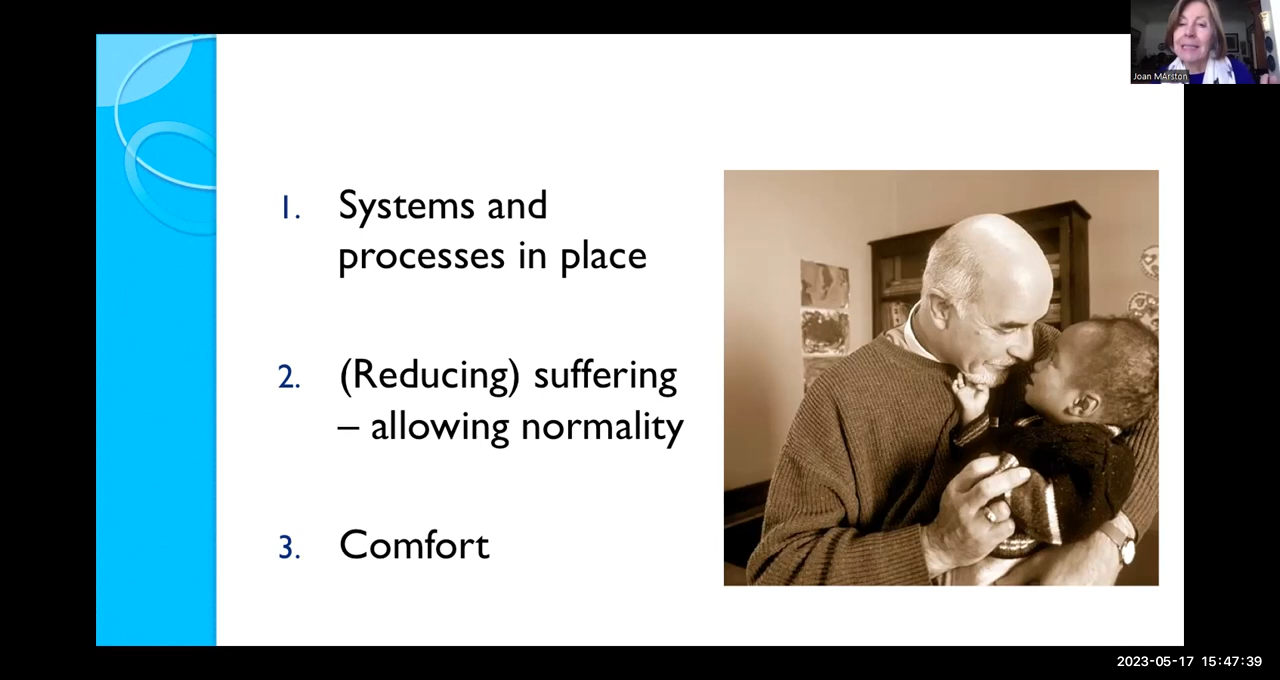 Joan MArston
1. Systems and
processes in place
2. (Reducing) suffering
– allowing normality
3. Comfort
2023-05-17 15:47:39